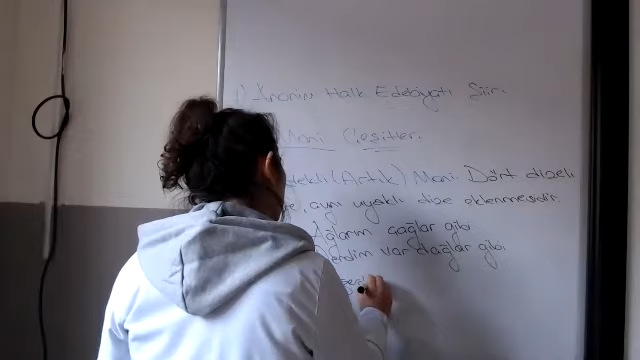 1) Anonim Halk Edebiyatı Şiir.
Mani Çeşitleri.
(Artık) Mani: Dört dizeli
aynı uyaklı dize eklenmesidir.
Ağlarım çağlar gibi
var dağlar gibi